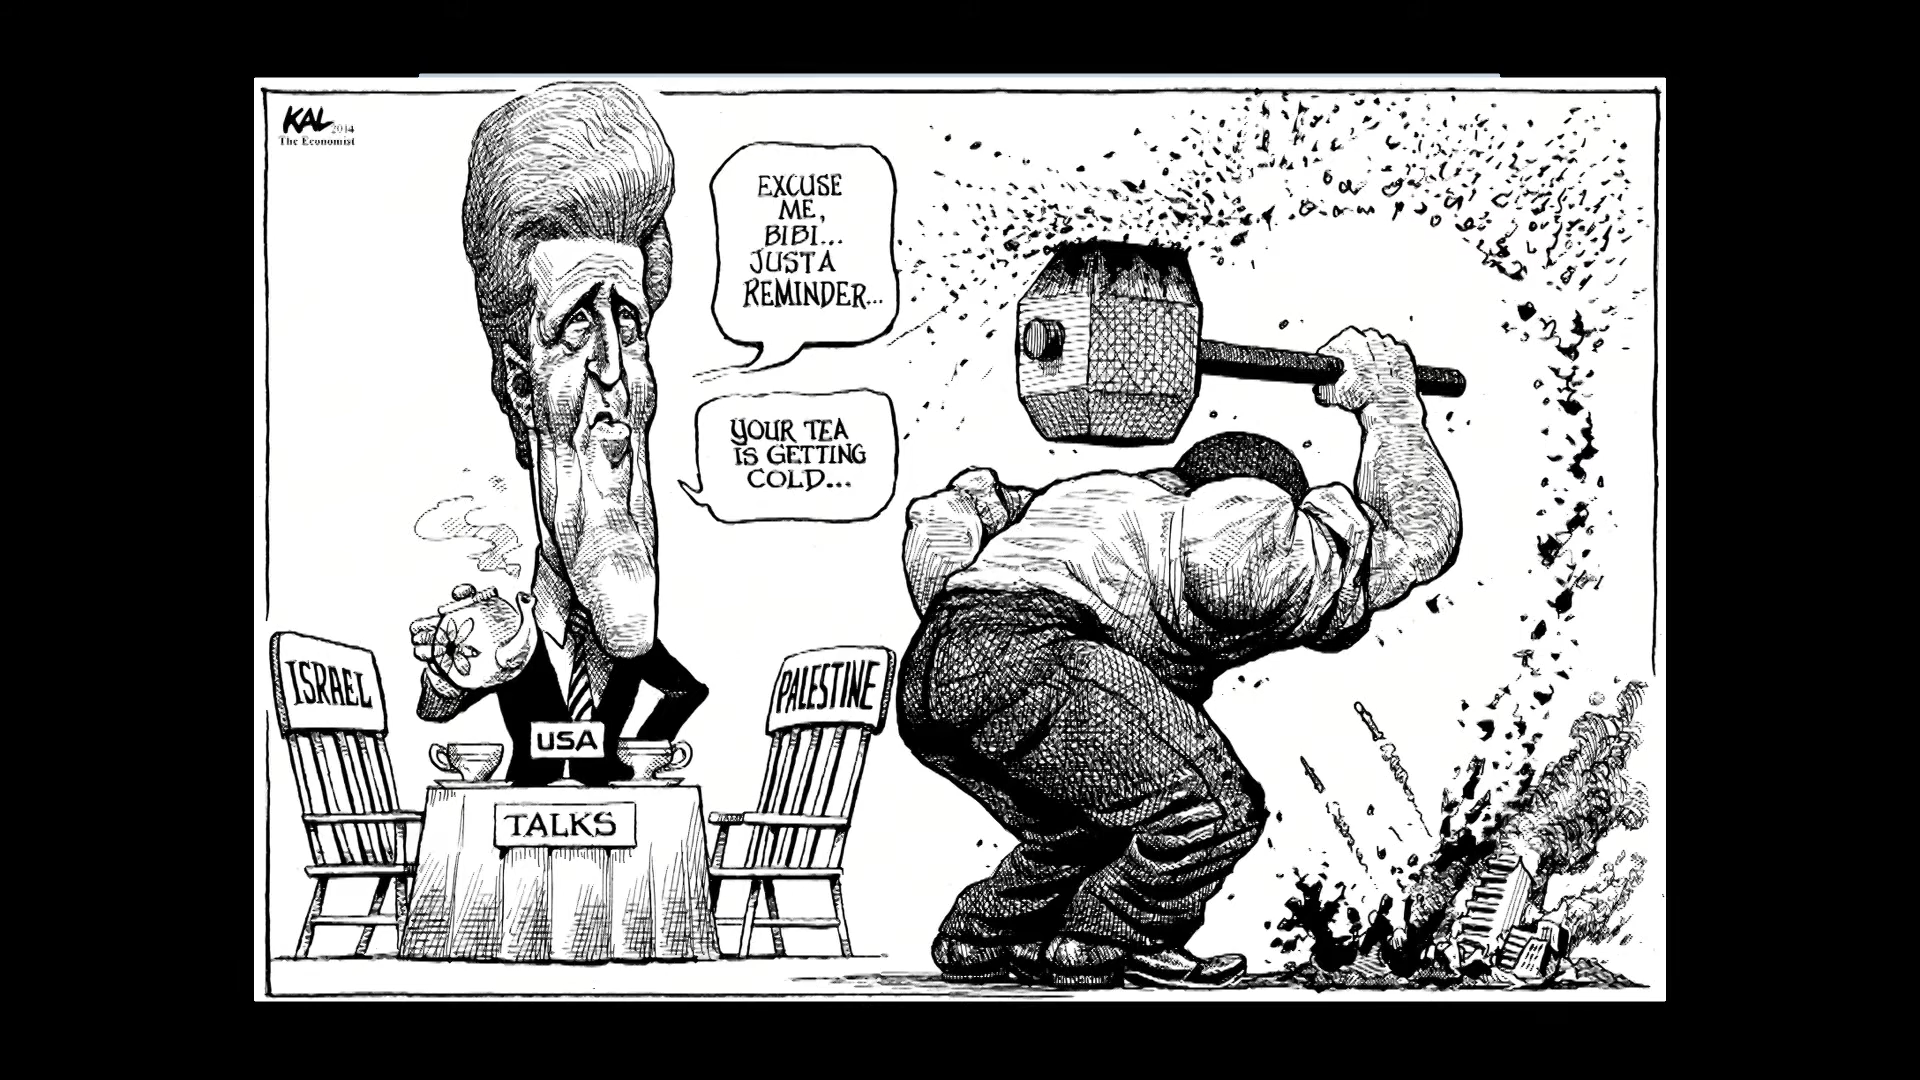 KAL 2014
The Economist
EXCUSE
ME,
BIBI...
JUST A
REMINDER...
YOUR TEA
IS GETTING
COLD...
ISRAEL
PALESTINE
USA
TALKS